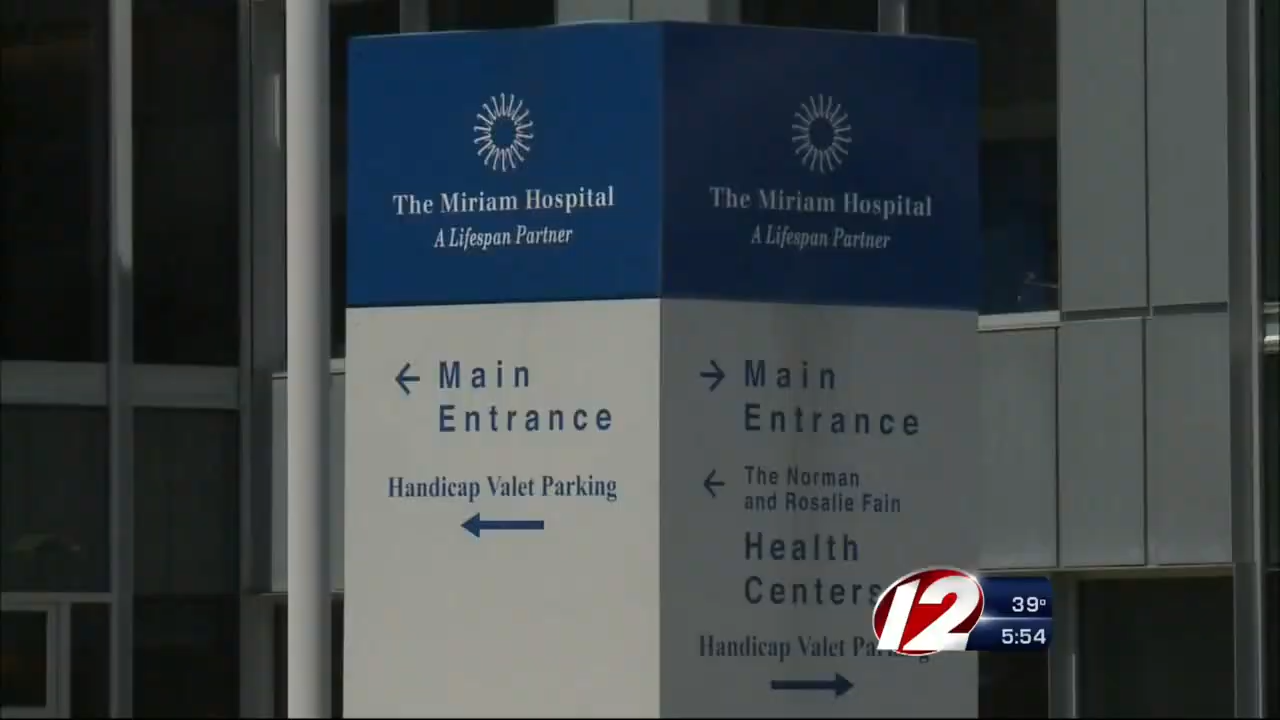 The Miriam Hospital
A Lifespan Partner
← Main
Entrance
Handicap Valet Parking
←
The Miriam Hospital
A Lifespan Partner
→ Main
Entrance
← The Norman
and Rosalie Fain
Health
Centers
Handicap Valet
→
12
39°
5:54